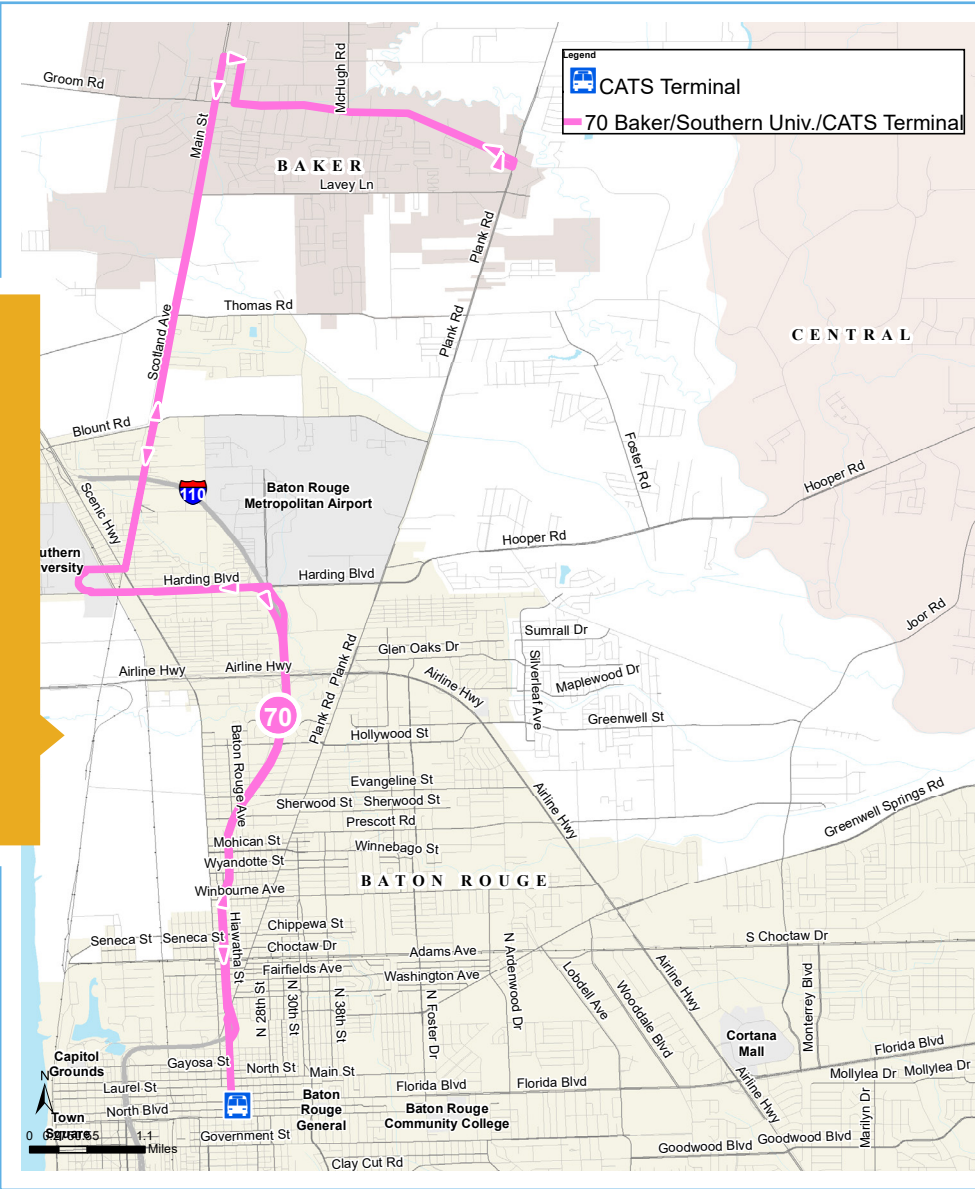 Legend
CATS Terminal
70 Baker/Southern Univ./CATS Terminal
Groom Rd
McHugh Rd
Main St
BAKER
Lavey Ln
Plank Rd
Thomas Rd
Plank Rd
Scotland Ave
CENTRAL
Blount Rd
Foster Rd
Hooper Rd
110
Baton Rouge
Metropolitan Airport
Scenic Hwy
Hooper Rd
uthern
versity
Harding Blvd
Harding Blvd
Joor Rd
Sumrall Dr
Glen Oaks Dr
Plank Rd
Silverleaf Ave
Airline Hwy
Airline Hwy
Airline Hwy
Maplewood Dr
70
Plank Rd
Greenwell St
Hollywood St
Baton Rouge Ave
Evangeline St
Sherwood St
Sherwood St
Airline Hwy
Greenwell Springs Rd
Prescott Rd
Mohican St
Winnebago St
Wyandotte St
BATON ROUGE
Winbourne Ave
Hiawatha St
Chippewa St
Seneca St
Seneca St
Choctaw Dr
Adams Ave
S Choctaw Dr
N Ardenwood Dr
Fairfields Ave
Washington Ave
Lobdell Ave
Wooddale Blvd
Airline Hwy
Monterrey Blvd
N 28th St
N 30th St
N 38th St
N Foster Dr
Cortana
Mall
Capitol
Grounds
Gayosa St
North St
Main St
Florida Blvd
N
Laurel St
Florida Blvd
Florida Blvd
Mollylea Dr
Mollylea Dr
Airline Hwy
Marilyn Dr
North Blvd
Baton
Rouge
General
Baton Rouge
Community College
Town
Square
Government St
Goodwood Blvd
Goodwood Blvd
0
1.1
Miles
Clay Cut Rd